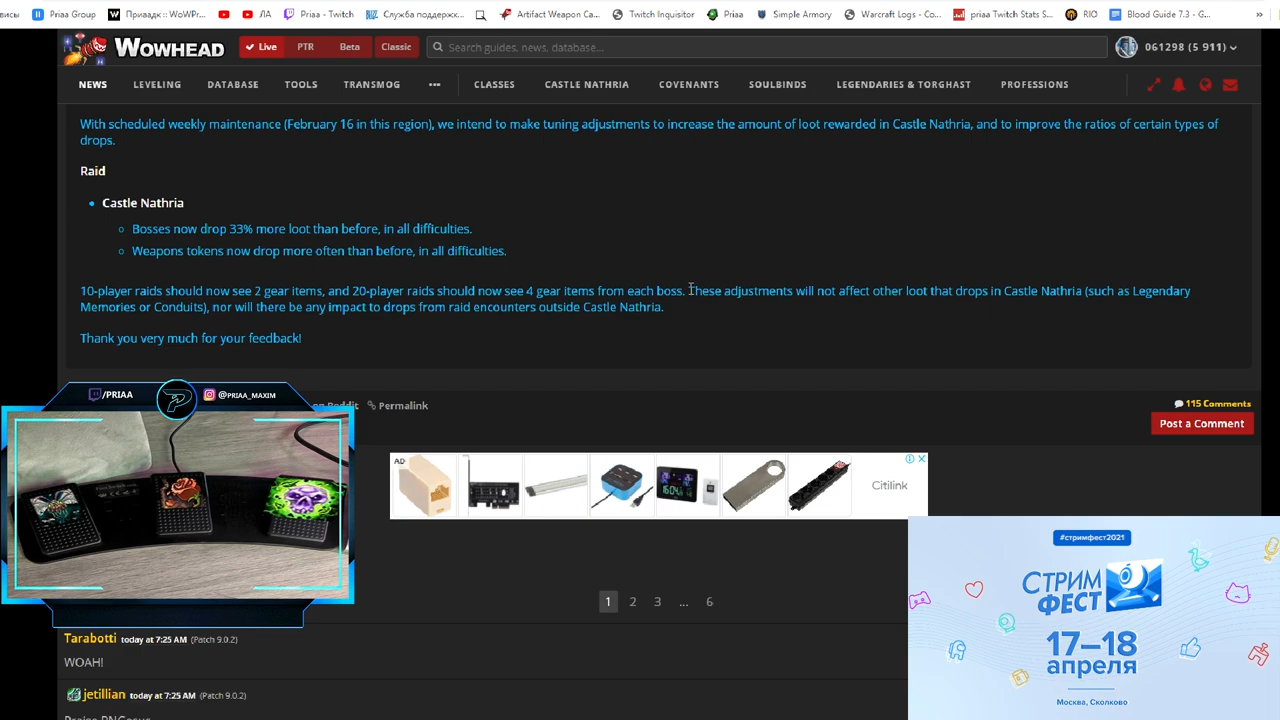 висы Priaa Group Привадк :: WoWPr... ЛА Priaa - Twitch Служба поддержк... Artifact Weapon Ca... Twitch Inquisitor Priaa Simple Armory Warcraft Logs - Co... priaa Twitch Stats S... RIO Blood Guide 7.3 - G... »
WOWHEAD Live PTR Beta Classic Search guides, news, database... 061298 (5 911)
NEWS LEVELING DATABASE TOOLS TRANSMOG ••• CLASSES CASTLE NATHRIA COVENANTS SOULBINDS LEGENDARIES & TORGHAST PROFESSIONS
With scheduled weekly maintenance (February 16 in this region), we intend to make tuning adjustments to increase the amount of loot rewarded in Castle Nathria, and to improve the ratios of certain types of
drops.
Raid
Castle Nathria
Bosses now drop 33% more loot than before, in all difficulties.
Weapons tokens now drop more often than before, in all difficulties.
10-player raids should now see 2 gear items, and 20-player raids should now see 4 gear items from each boss. These adjustments will not affect other loot that drops in Castle Nathria (such as Legendary
Memories or Conduits), nor will there be any impact to drops from raid encounters outside Castle Nathria.
Thank you very much for your feedback!
/PRIAA @PRIAA_MAXIM
on Reddit Permalink
115 Comments
Post a Comment
AD
Citilink
1 2 3 ... 6
Tarabotti today at 7:25 AM (Patch 9.0.2)
WOAH!
jetillian today at 7:25 AM (Patch 9.0.2)
#стримфест2021
СТРИМ
ФЕСТ
17–18
апреля
Москва, Сколково